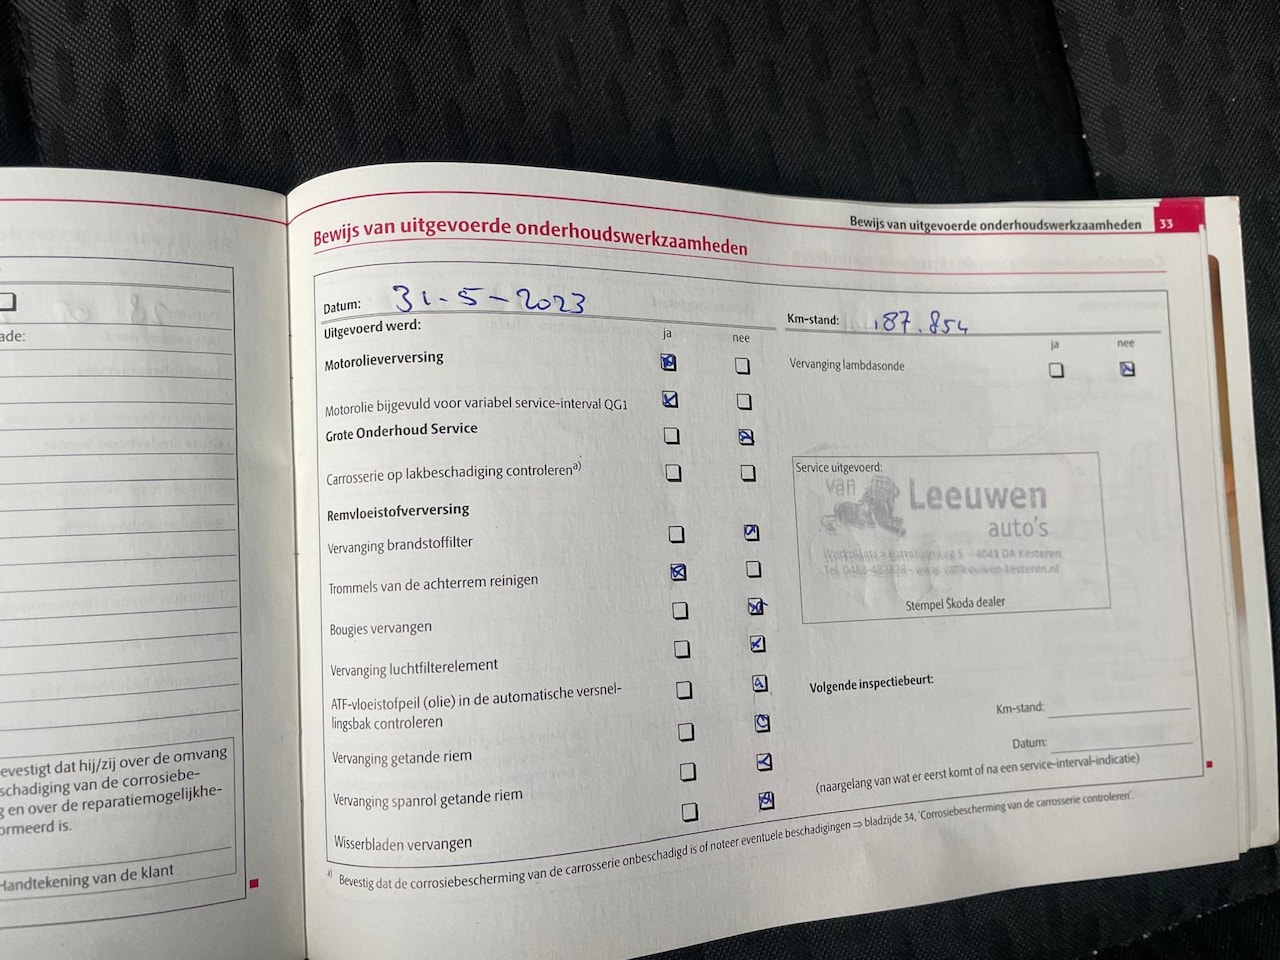 Bewijs van uitgevoerde onderhoudswerkzaamheden 33
Bewijs van uitgevoerde onderhoudswerkzaamheden
Datum: 31-5-2023
Km-stand: 187.854
Uitgevoerd werd:
ja nee
ja nee
Motorolieverversing
Vervanging lambdasonde
Motorolie bijgevuld voor variabel service-interval QG1
Grote Onderhoud Service
Carrosserie op lakbeschadiging controleren a)
Remvloeistofverversing
Vervanging brandstoffilter
Trommels van de achterrem reinigen
Bougies vervangen
Vervanging luchtfilterelement
ATF-vloeistofpeil (olie) in de automatische versnel-
lingsbak controleren
Vervanging getande riem
Vervanging spanrol getande riem
Wisserbladen vervangen
Service uitgevoerd:
van
Leeuwen
auto's
5 - 4041 DA Kesteren
Stempel Škoda dealer
Volgende inspectiebeurt:
Km-stand:
Datum:
(naargelang van wat er eerst komt of na een service-interval-indicatie)
a) Bevestig dat de corrosiebescherming van de carrosserie onbeschadigd is of noteer eventuele beschadigingen ⇒ bladzijde 34, 'Corrosiebescherming van de carrosserie controleren'.
ade:
evestigt dat hij/zij over de omvang
schadiging van de corrosiebe-
g en over de reparatiemogelijkhe-
ormeerd is.
Handtekening van de klant